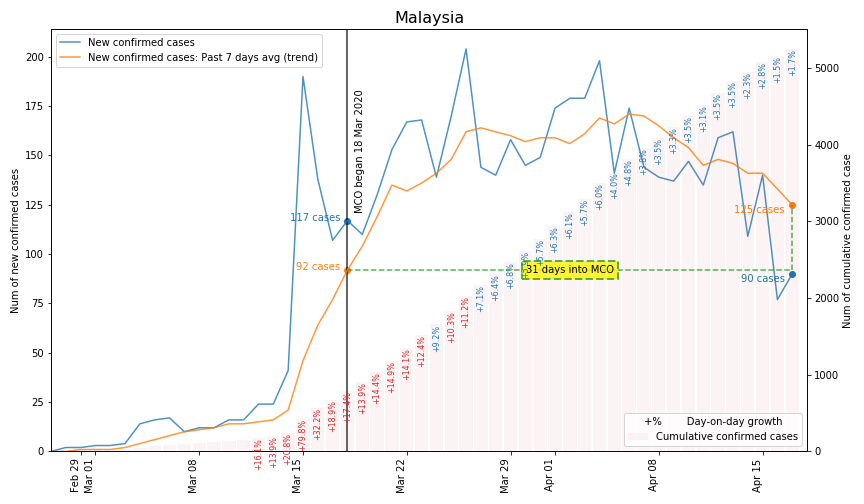 Malaysia
New confirmed cases
New confirmed cases: Past 7 days avg (trend)
Num of new confirmed cases
Num of cumulative confirmed case
200
175
150
125
100
75
50
25
0
5000
4000
3000
2000
1000
0
MCO began 18 Mar 2020
117 cases
92 cases
31 days into MCO
125 cases
90 cases
+16.1%
+13.9%
+20.8%
+79.8%
+32.2%
+18.9%
+17.4%
+13.9%
+14.4%
+14.9%
+14.1%
+12.4%
+9.2%
+10.3%
+11.2%
+7.1%
+6.4%
+6.8%
+5.7%
+6.3%
+6.1%
+5.7%
+6.0%
+4.0%
+4.8%
+3.8%
+3.5%
+3.3%
+3.5%
+3.1%
+3.5%
+3.5%
+2.3%
+2.8%
+1.5%
+1.7%
+% Day-on-day growth
Cumulative confirmed cases
Feb 29
Mar 01
Mar 08
Mar 15
Mar 22
Mar 29
Apr 01
Apr 08
Apr 15